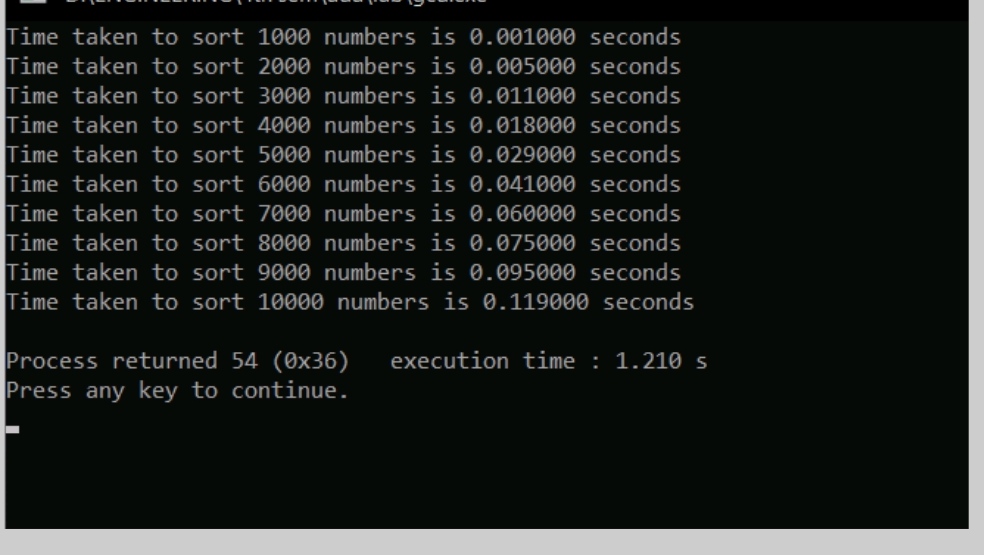 Time taken to sort 1000 numbers is 0.001000 seconds
Time taken to sort 2000 numbers is 0.005000 seconds
Time taken to sort 3000 numbers is 0.011000 seconds
Time taken to sort 4000 numbers is 0.018000 seconds
Time taken to sort 5000 numbers is 0.029000 seconds
Time taken to sort 6000 numbers is 0.041000 seconds
Time taken to sort 7000 numbers is 0.060000 seconds
Time taken to sort 8000 numbers is 0.075000 seconds
Time taken to sort 9000 numbers is 0.095000 seconds
Time taken to sort 10000 numbers is 0.119000 seconds
Process returned 54 (0x36) execution time : 1.210 s
Press any key to continue.